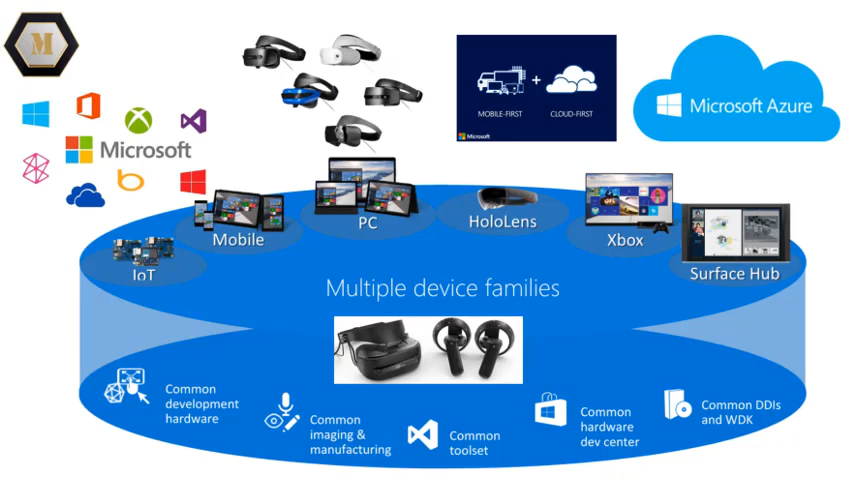 M
MOBILE-FIRST
CLOUD-FIRST
Microsoft
Microsoft Azure
Microsoft
IoT
Mobile
PC
HoloLens
Xbox
Surface Hub
Multiple device families
Common
development
hardware
Common
imaging &
manufacturing
Common
toolset
Common
hardware
dev center
Common DDIs
and WDK